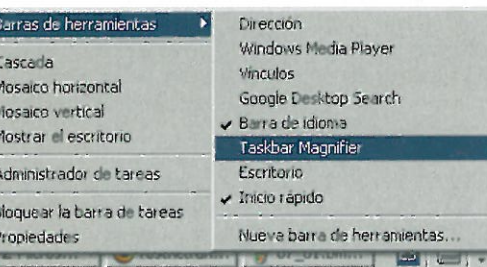 Barras de herramientas
Cascada
Mosaico horizontal
Mosaico vertical
Mostrar el escritorio
Administrador de tareas
Bloquear la barra de tareas
Propiedades
Dirección
Windows Media Player
Vínculos
Google Desktop Search
Barra de idioma
Taskbar Magnifier
Escritorio
Inicio rápido
Nueva barra de herramientas...